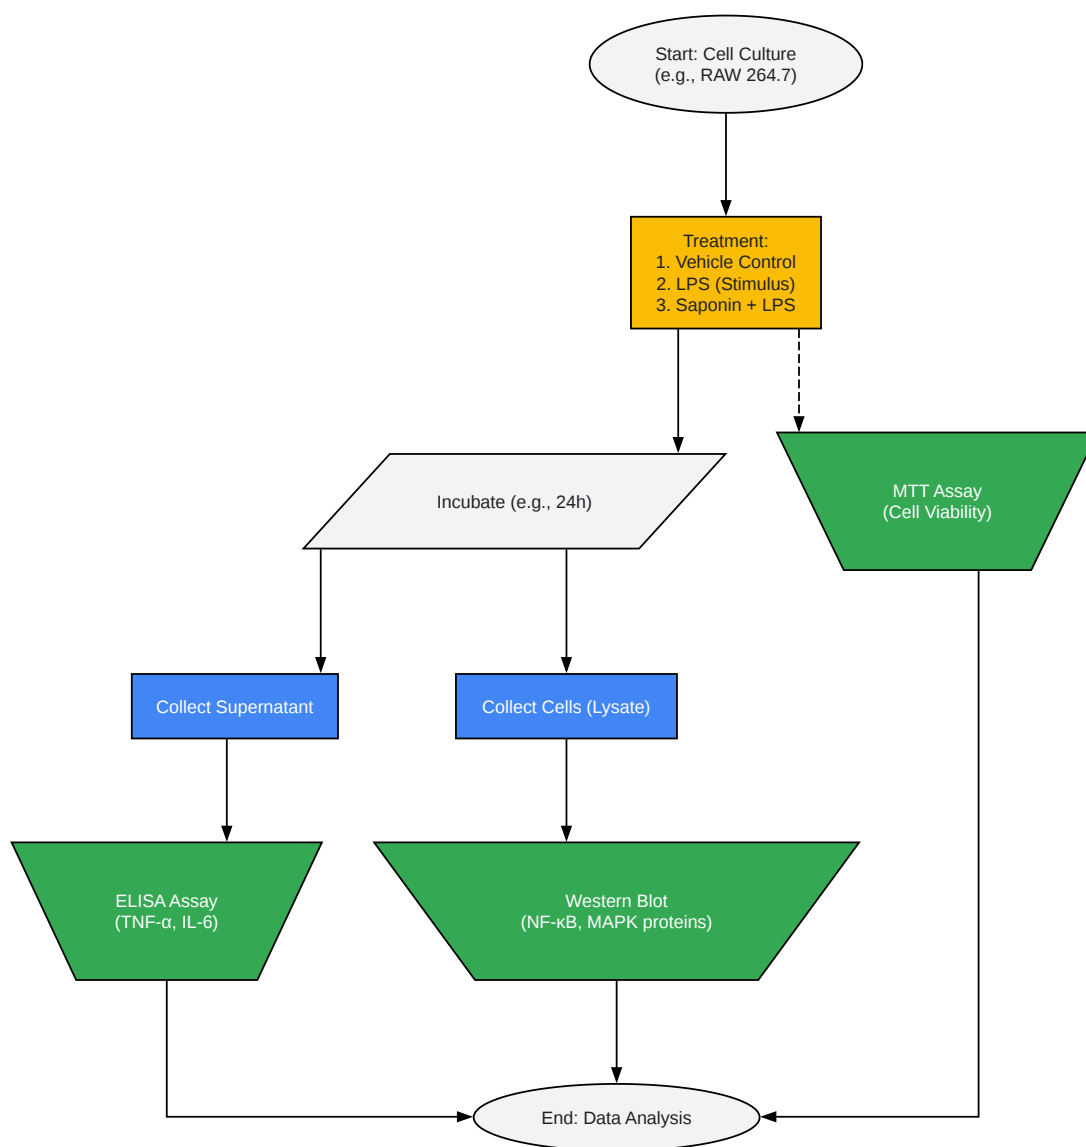 Start: Cell Culture
(e.g., RAW 264.7)
Treatment:
1. Vehicle Control
2. LPS (Stimulus)
3. Saponin + LPS
Incubate (e.g., 24h)
MTT Assay
(Cell Viability)
Collect Supernatant
Collect Cells (Lysate)
ELISA Assay
(TNF-α, IL-6)
Western Blot
(NF-κB, MAPK proteins)
End: Data Analysis